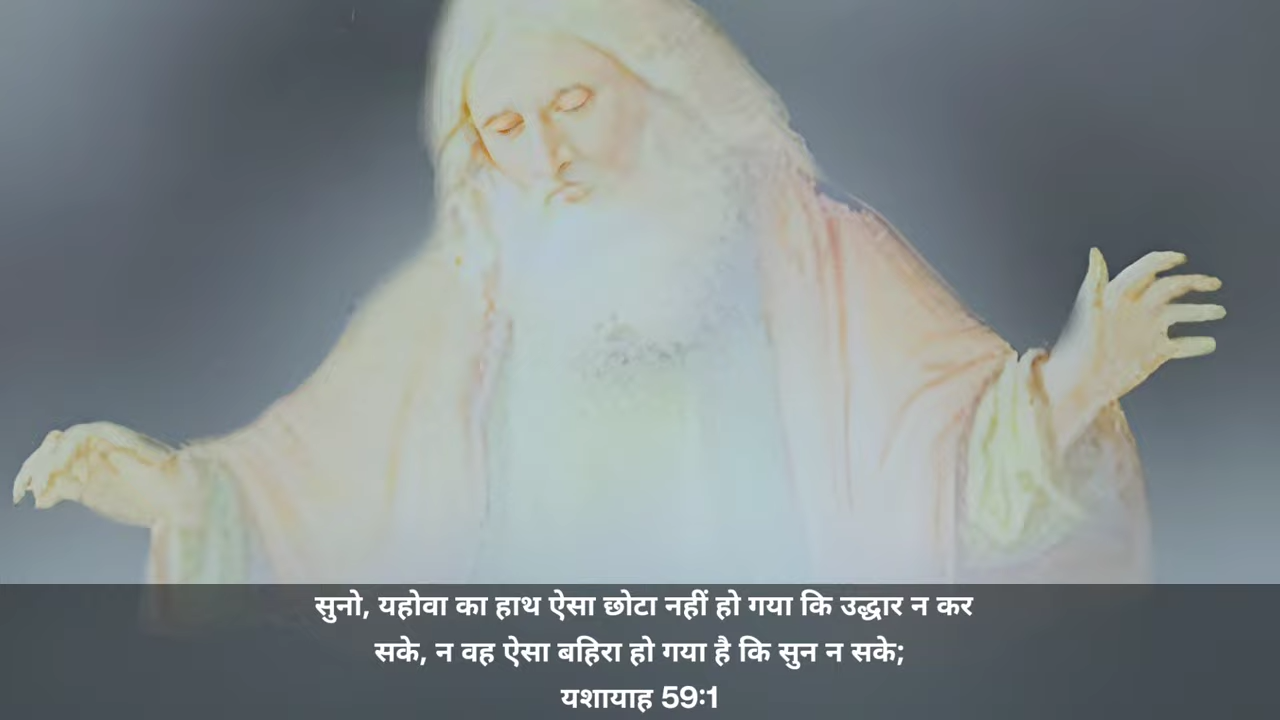 सुनो, यहोवा का हाथ ऐसा छोटा नहीं हो गया कि उद्धार न कर
सके, न वह ऐसा बहिरा हो गया है कि सुन न सके;
यशायाह 59:1